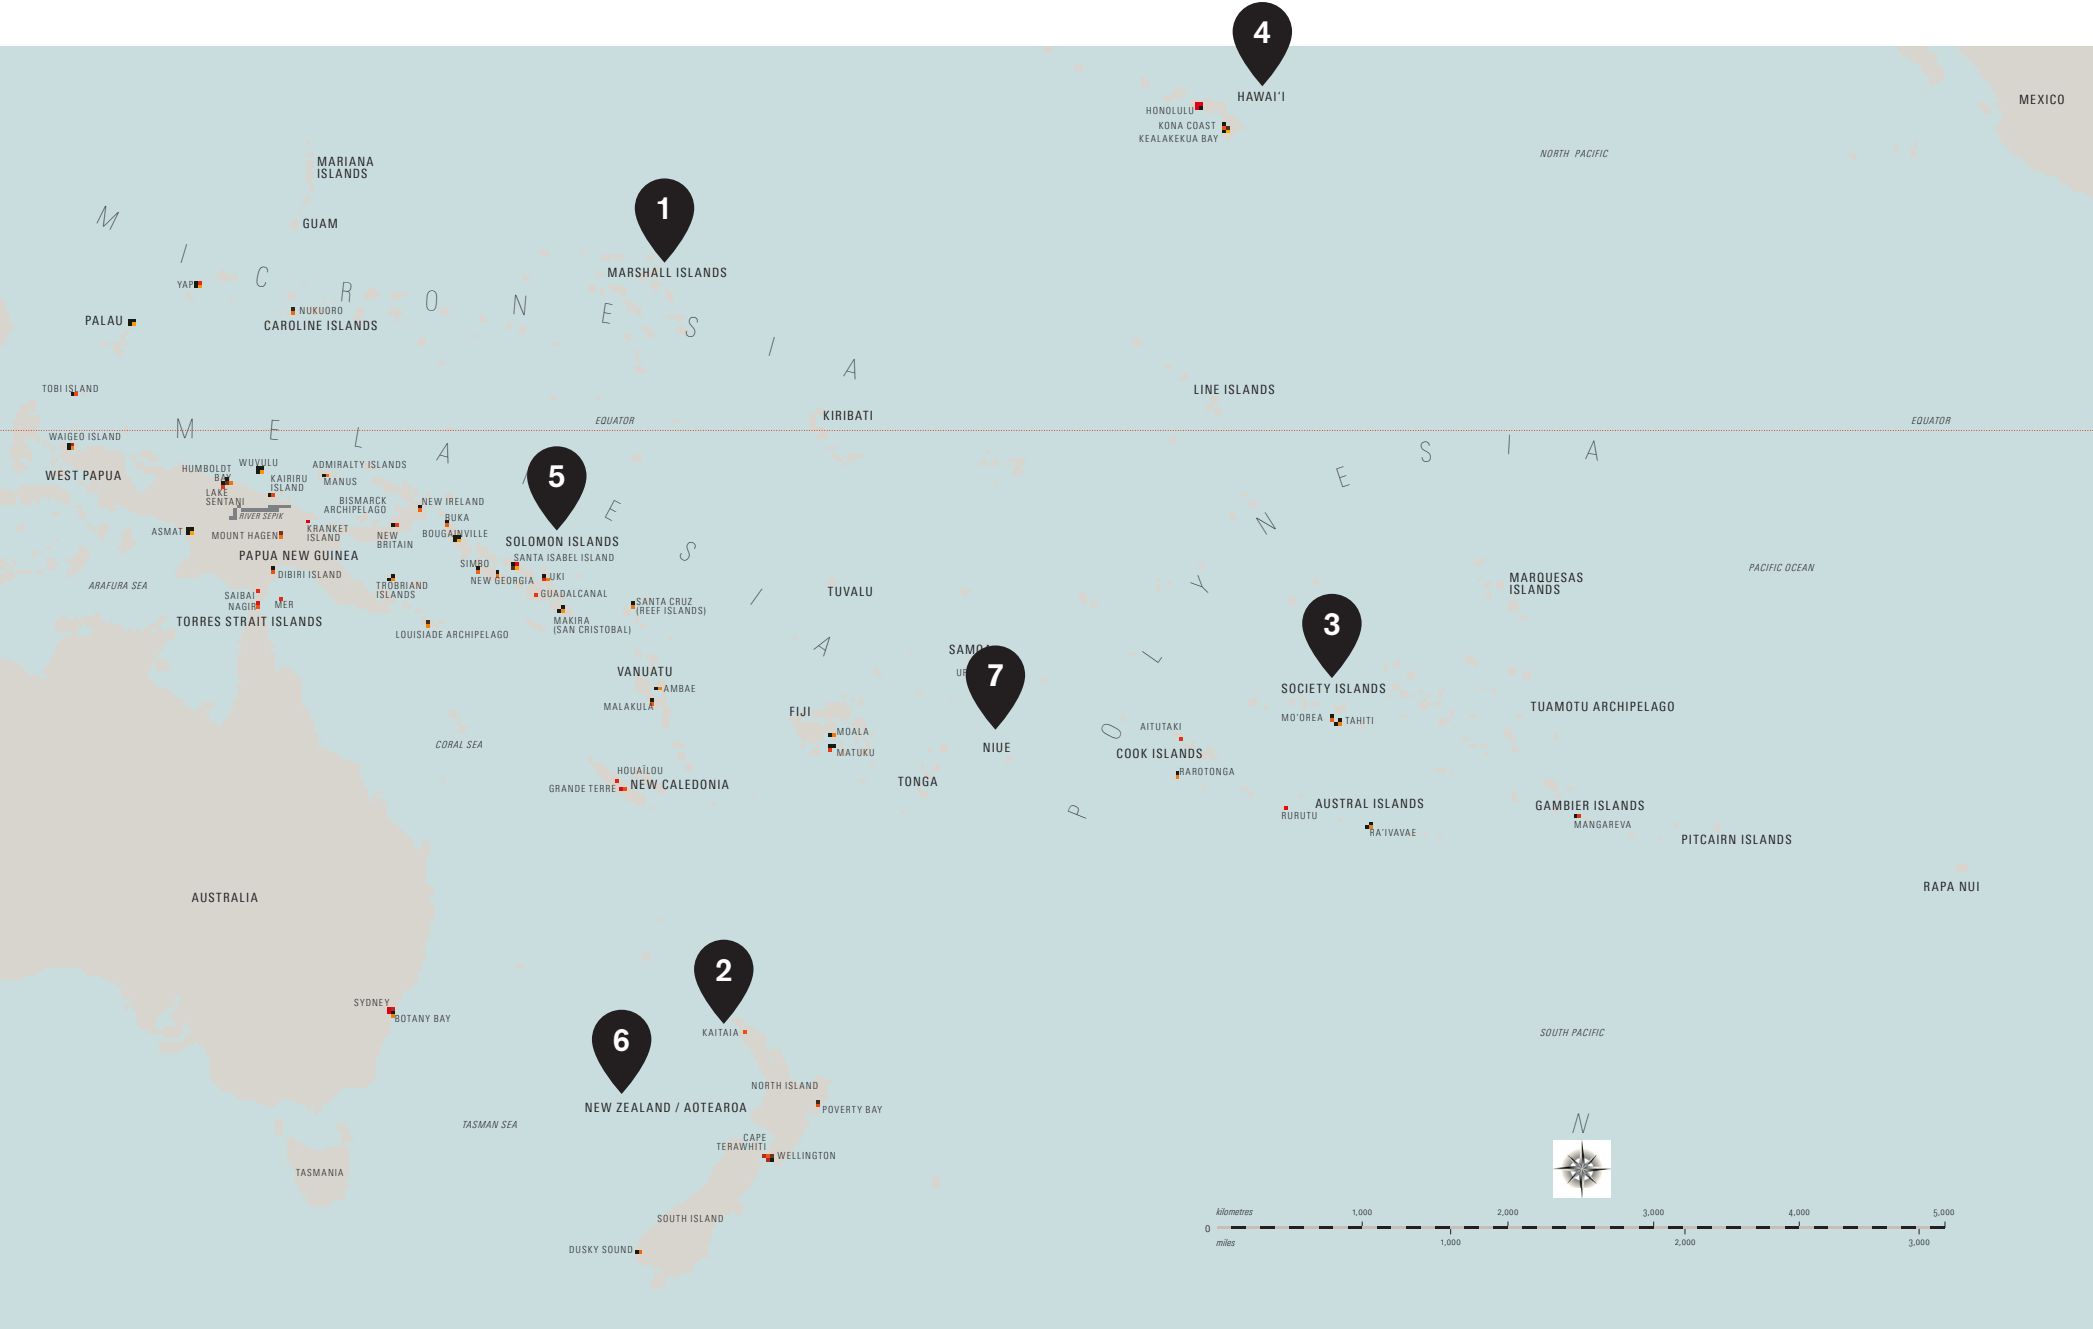 4
HAWAI'I
HONOLULU
KONA COAST
KEALAKEKUA BAY
MEXICO
NORTH PACIFIC
MARIANA
ISLANDS
GUAM
1
MARSHALL ISLANDS
MICRONESIA
YAP
NUKUORO
CAROLINE ISLANDS
PALAU
TOBI ISLAND
LINE ISLANDS
KIRIBATI
EQUATOR
EQUATOR
WAIGEO ISLAND
WEST PAPUA
HUMBOLDT
BAY
LAKE
SENTANI
WUVULU
KAIRIRU
ISLAND
ADMIRALTY ISLANDS
MANUS
BISMARCK
ARCHIPELAGO
NEW IRELAND
BUKA
BOUGAINVILLE
RIVER SEPIK
KRANKET
ISLAND
NEW
BRITAIN
ASMAT
MOUNT HAGEN
PAPUA NEW GUINEA
DIBIRI ISLAND
ARAFURA SEA
SAIBAI
NAGIR
MER
TORRES STRAIT ISLANDS
TROBRIAND
ISLANDS
LOUISIADE ARCHIPELAGO
5
SOLOMON ISLANDS
SANTA ISABEL ISLAND
SIMBO
NEW GEORGIA
UKI
GUADALCANAL
MAKIRA
(SAN CRISTOBAL)
SANTA CRUZ
(REEF ISLANDS)
M E L A
E S I A
P O L Y N E S I A
TUVALU
MARQUESAS
ISLANDS
PACIFIC OCEAN
3
SOCIETY ISLANDS
MO'OREA
TAHITI
SAMOA
7
NIUE
VANUATU
AMBAE
MALAKULA
FIJI
MOALA
MATUKU
TONGA
CORAL SEA
HOUAÏLOU
GRANDE TERRE
NEW CALEDONIA
AITUTAKI
COOK ISLANDS
RAROTONGA
TUAMOTU ARCHIPELAGO
RURUTU
AUSTRAL ISLANDS
RA'IVAVAE
GAMBIER ISLANDS
MANGAREVA
PITCAIRN ISLANDS
RAPA NUI
AUSTRALIA
SYDNEY
BOTANY BAY
2
KAITAIA
6
NEW ZEALAND / AOTEAROA
NORTH ISLAND
POVERTY BAY
TASMAN SEA
CAPE
TERAWHITI
WELLINGTON
TASMANIA
SOUTH ISLAND
DUSKY SOUND
SOUTH PACIFIC
N
kilometres 1,000 2,000 3,000 4,000 5,000
0
miles 1,000 2,000 3,000